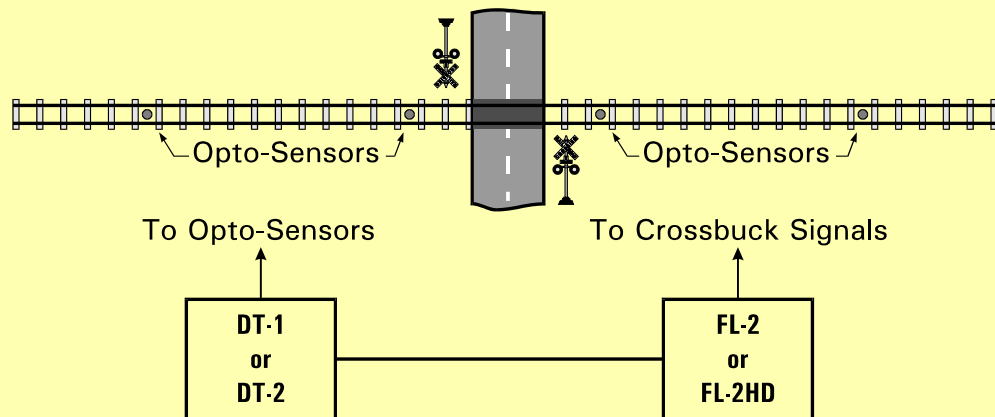 Opto-Sensors
Opto-Sensors
To Opto-Sensors
To Crossbuck Signals
DT-1
or
DT-2
FL-2
or
FL-2HD